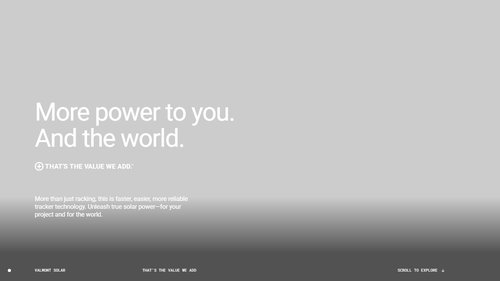 More power to you.
And the world.
THAT'S THE VALUE WE ADD.
More than just racking, this is faster, easier, more reliable
tracker technology. Unleash true solar power—for your
project and for the world.
VALMONT SOLAR
THAT'S THE VALUE WE ADD
SCROLL TO EXPLORE ↓